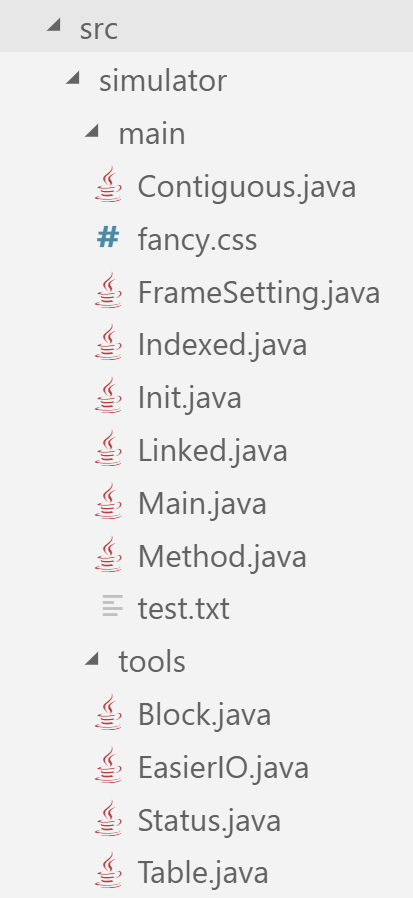 src
simulator
main
Contiguous.java
# fancy.css
FrameSetting.java
Indexed.java
Init.java
Linked.java
Main.java
Method.java
test.txt
tools
Block.java
EasierIO.java
Status.java
Table.java